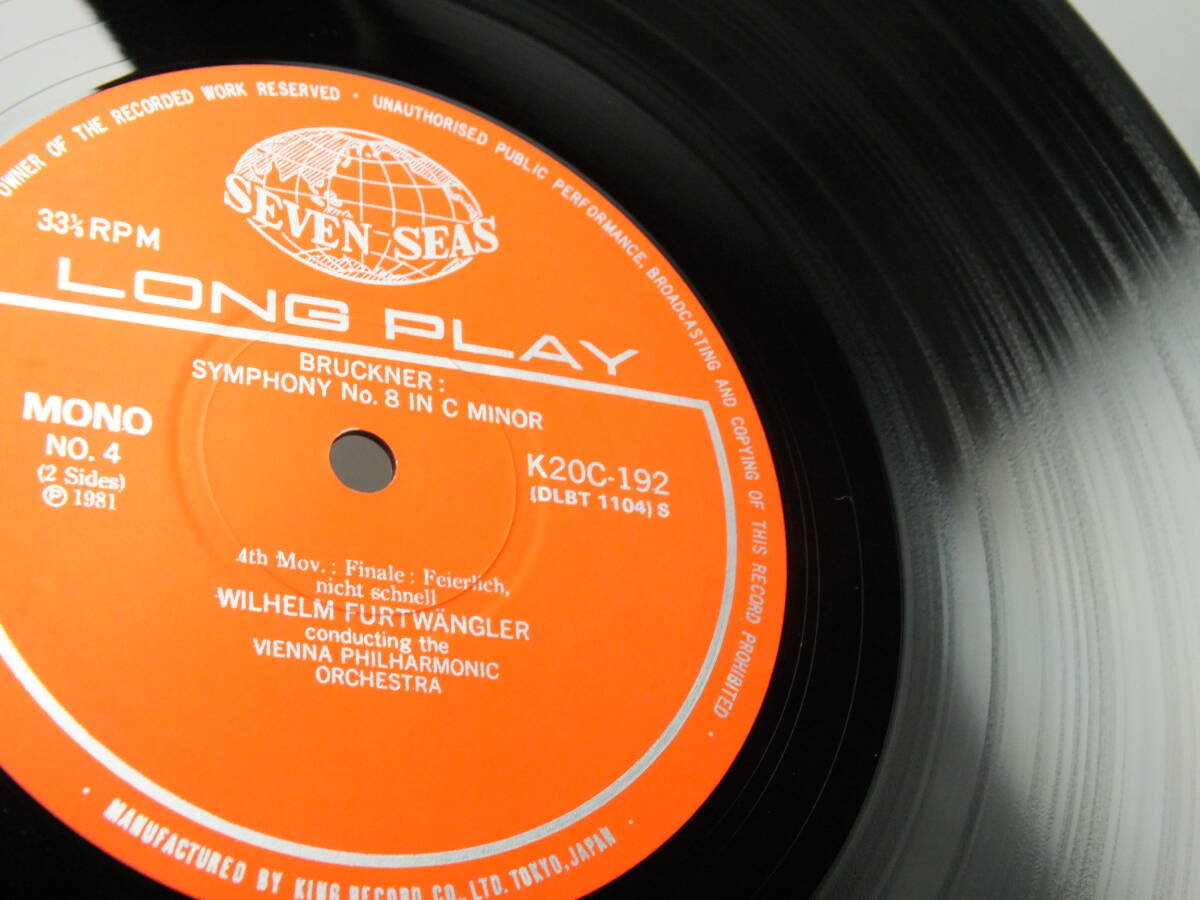 OWNER OF THE RECORDED WORK RESERVED · UNAUTHORISED PUBLIC PERFORMANCE, BROADCASTING AND COPYING OF THIS RECORD PROHIBITED ·
SEVEN SEAS
33⅓ RPM
LONG PLAY
BRUCKNER:
SYMPHONY No. 8 IN C MINOR
MONO
NO. 4
(2 Sides)
Ⓟ 1981
K20C-192
(DLBT 1104) S
4th Mov. : Finale : Feierlich,
nicht schnell
WILHELM FURTWÄNGLER
conducting the
VIENNA PHILHARMONIC
ORCHESTRA
· MANUFACTURED BY KING RECORD CO., LTD. TOKYO, JAPAN ·